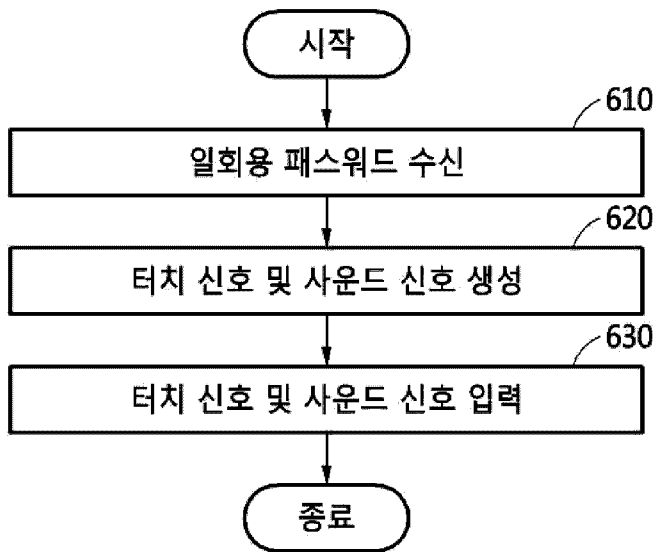 시작
610
일회용 패스워드 수신
620
터치 신호 및 사운드 신호 생성
630
터치 신호 및 사운드 신호 입력
종료